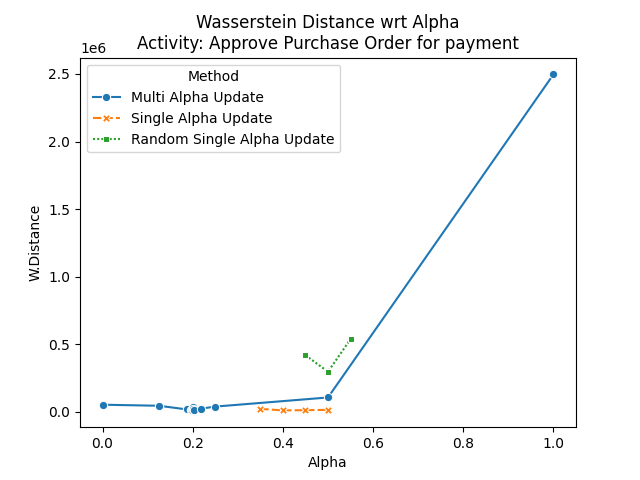 Wasserstein Distance wrt Alpha
Activity: Approve Purchase Order for payment
1e6
Method
Multi Alpha Update
Single Alpha Update
Random Single Alpha Update
W.Distance
2.5
2.0
1.5
1.0
0.5
0.0
0.0 0.2 0.4 0.6 0.8 1.0
Alpha